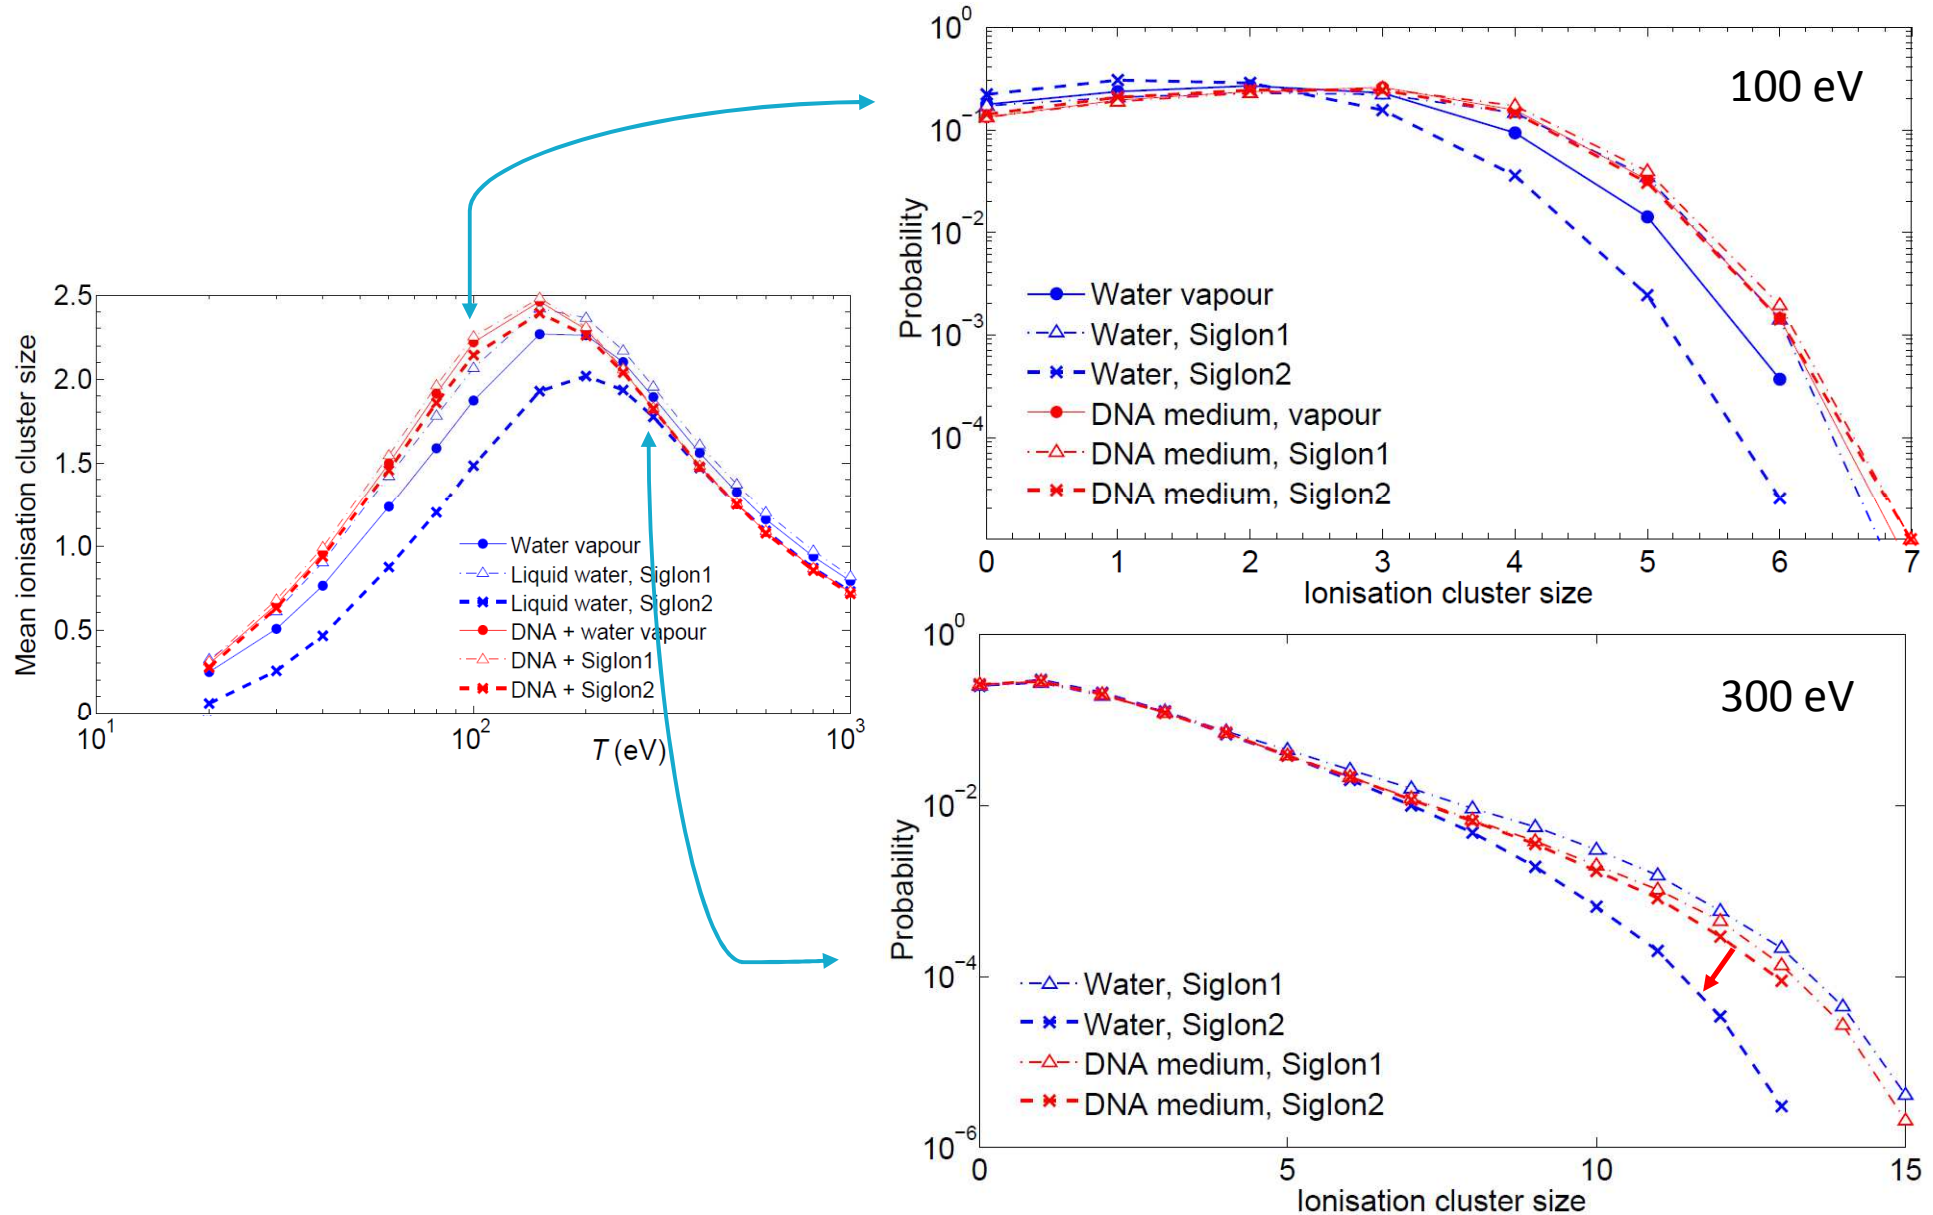 Mean ionisation cluster size
2.5
2.0
1.5
1.0
0.5
0
10¹
10²
10³
T (eV)
Water vapour
Liquid water, SigIon1
Liquid water, SigIon2
DNA + water vapour
DNA + SigIon1
DNA + SigIon2
100 eV
Probability
10⁰
10⁻¹
10⁻²
10⁻³
10⁻⁴
Water vapour
Water, SigIon1
Water, SigIon2
DNA medium, vapour
DNA medium, SigIon1
DNA medium, SigIon2
0 1 2 3 4 5 6 7
Ionisation cluster size
300 eV
Probability
10⁰
10⁻²
10⁻⁴
10⁻⁶
Water, SigIon1
Water, SigIon2
DNA medium, SigIon1
DNA medium, SigIon2
0 5 10 15
Ionisation cluster size